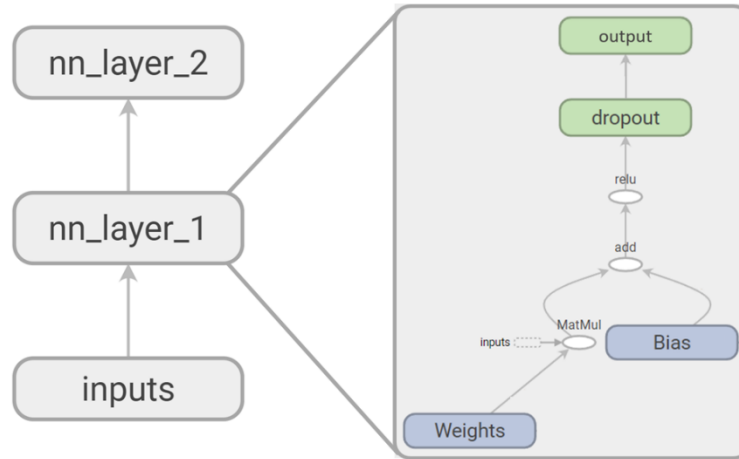 nn_layer_2
nn_layer_1
inputs
output
dropout
relu
add
MatMul
inputs
Bias
Weights